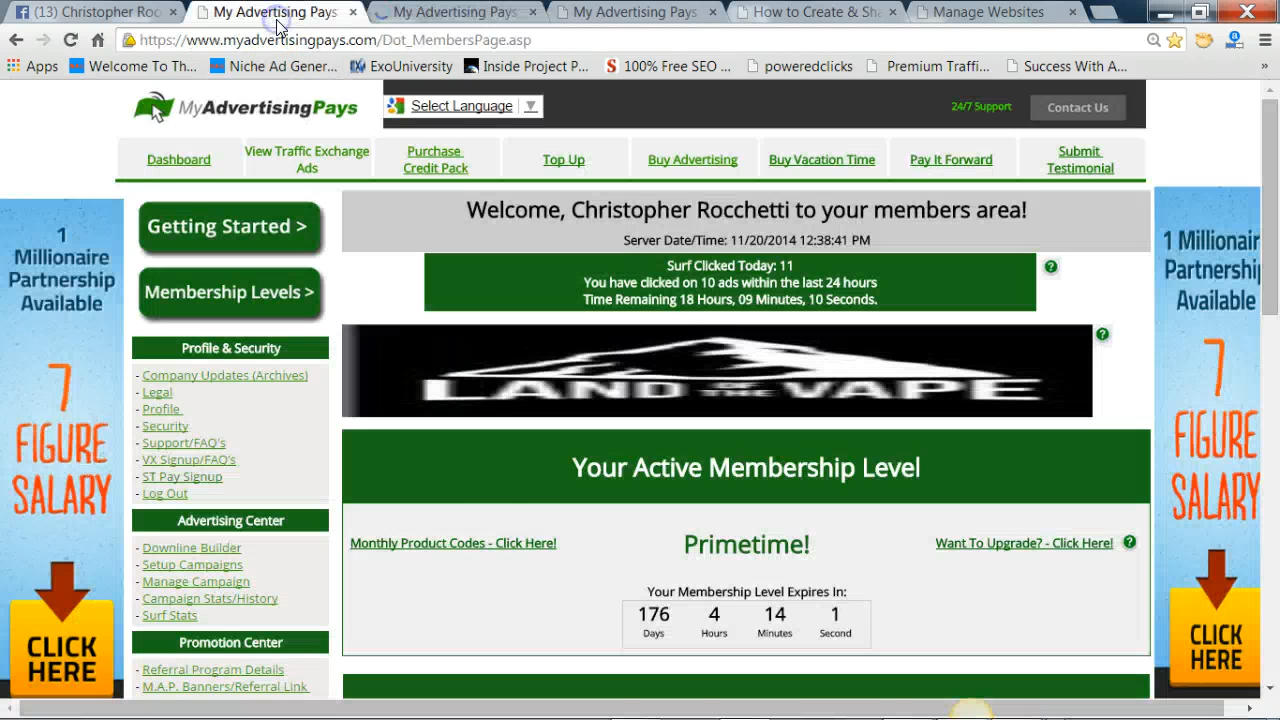 (13) Christopher Roc
My Advertising Pays
My Advertising Pays
My Advertising Pays
How to Create & Sha
Manage Websites
https://www.myadvertisingpays.com/Dot_MembersPage.asp
Apps
Welcome To Th...
Niche Ad Gener...
ExoUniversity
Inside Project P...
100% Free SEO ...
poweredclicks
Premium Traffi...
Success With A...
»
MyAdvertisingPays
Select Language ▼
24/7 Support
Contact Us
Dashboard
View Traffic Exchange
Ads
Purchase
Credit Pack
Top Up
Buy Advertising
Buy Vacation Time
Pay It Forward
Submit
Testimonial
Getting Started >
Membership Levels >
Welcome, Christopher Rocchetti to your members area!
Server Date/Time: 11/20/2014 12:38:41 PM
Surf Clicked Today: 11
You have clicked on 10 ads within the last 24 hours
Time Remaining 18 Hours, 09 Minutes, 10 Seconds.
LAND OF THE VAPE
Profile & Security
- Company Updates (Archives)
- Legal
- Profile
- Security
- Support/FAQ's
- VX Signup/FAQ's
- ST Pay Signup
- Log Out
Advertising Center
- Downline Builder
- Setup Campaigns
- Manage Campaign
- Campaign Stats/History
- Surf Stats
Promotion Center
- Referral Program Details
- M.A.P. Banners/Referral Link
Your Active Membership Level
Monthly Product Codes - Click Here!
Primetime!
Want To Upgrade? - Click Here!
Your Membership Level Expires In:
176 4 14 1
Days Hours Minutes Second
1
Millionaire
Partnership
Available
7
FIGURE
SALARY
CLICK
HERE
1 Millionair
Partnership
Available
7
FIGURE
SALARY
CLICK
HERE